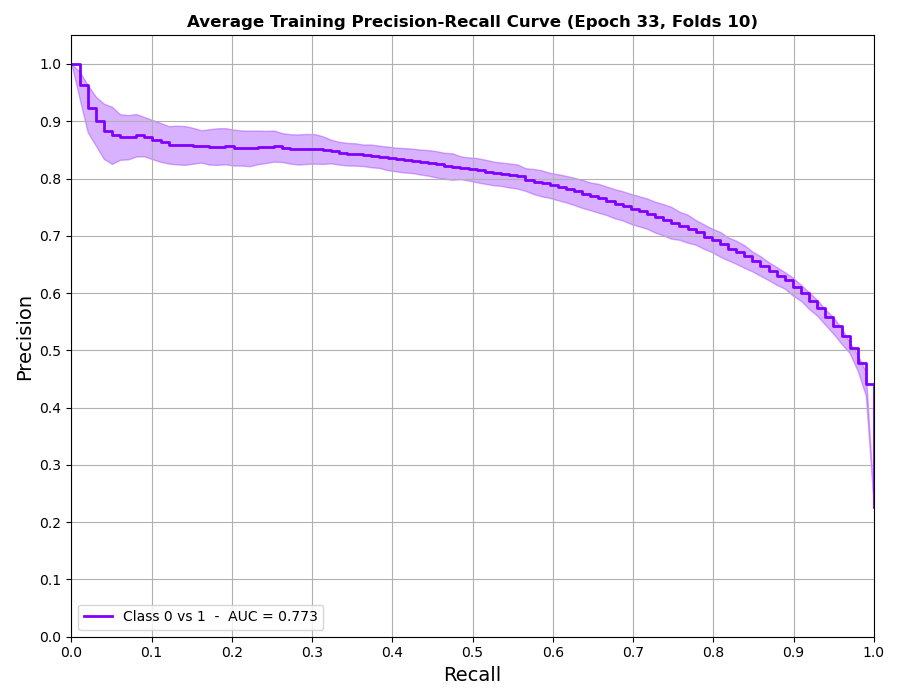 Average Training Precision-Recall Curve (Epoch 33, Folds 10)
Precision
1.0
0.9
0.8
0.7
0.6
0.5
0.4
0.3
0.2
0.1
0.0
Class 0 vs 1 - AUC = 0.773
0.0 0.1 0.2 0.3 0.4 0.5 0.6 0.7 0.8 0.9 1.0
Recall